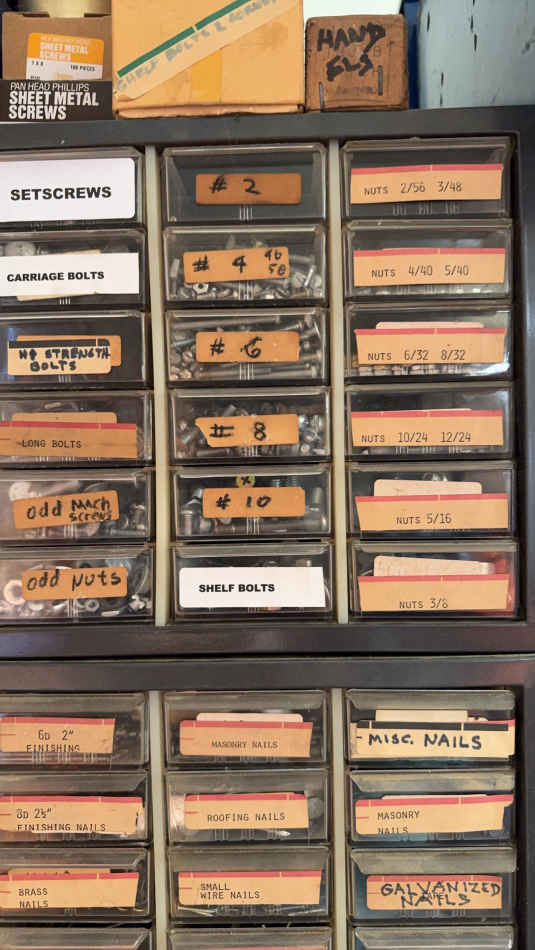 SHEET METAL
SCREWS
100 PIECES
PAN HEAD PHILLIPS
SHEET METAL
SCREWS
SHELF BOLTS &
HAND
SETSCREWS
# 2
NUTS 2/56 3/48
CARRIAGE BOLTS
# 4
NUTS 4/40 5/40
HI STRENGTH
BOLTS
# 6
NUTS 6/32 8/32
LONG BOLTS
# 8
NUTS 10/24 12/24
odd MACH
SCREWS
# 10
NUTS 5/16
odd NUTS
SHELF BOLTS
NUTS 3/8
6D 2"
FINISHING
MASONRY NAILS
MISC. NAILS
8D 2½"
FINISHING NAILS
ROOFING NAILS
MASONRY
NAILS
BRASS
NAILS
SMALL
WIRE NAILS
GALVANIZED
NAILS